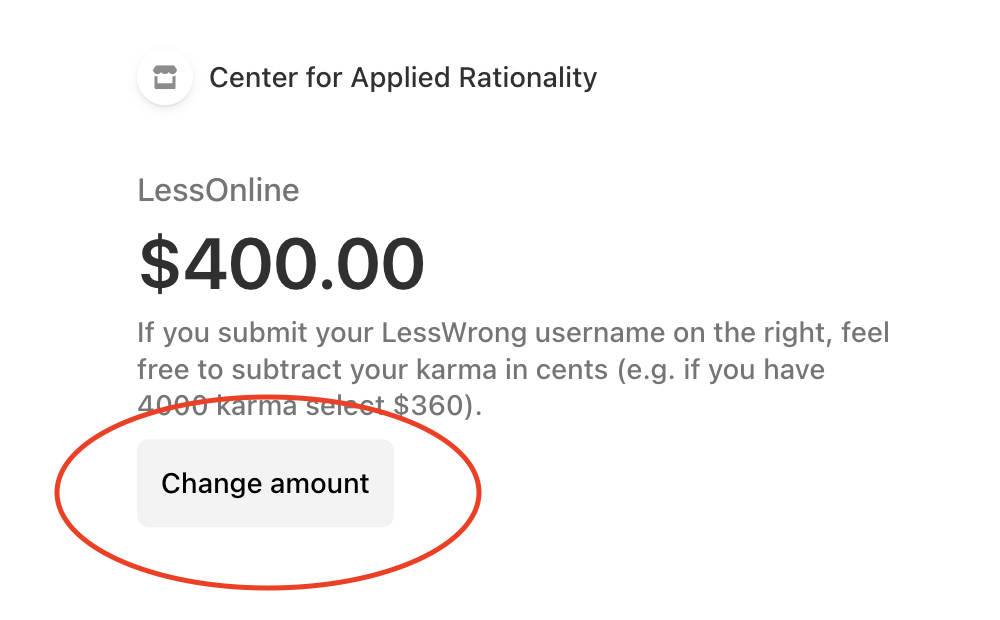 Center for Applied Rationality
LessOnline
$400.00
If you submit your LessWrong username on the right, feel
free to subtract your karma in cents (e.g. if you have
4000 karma select $360).
Change amount